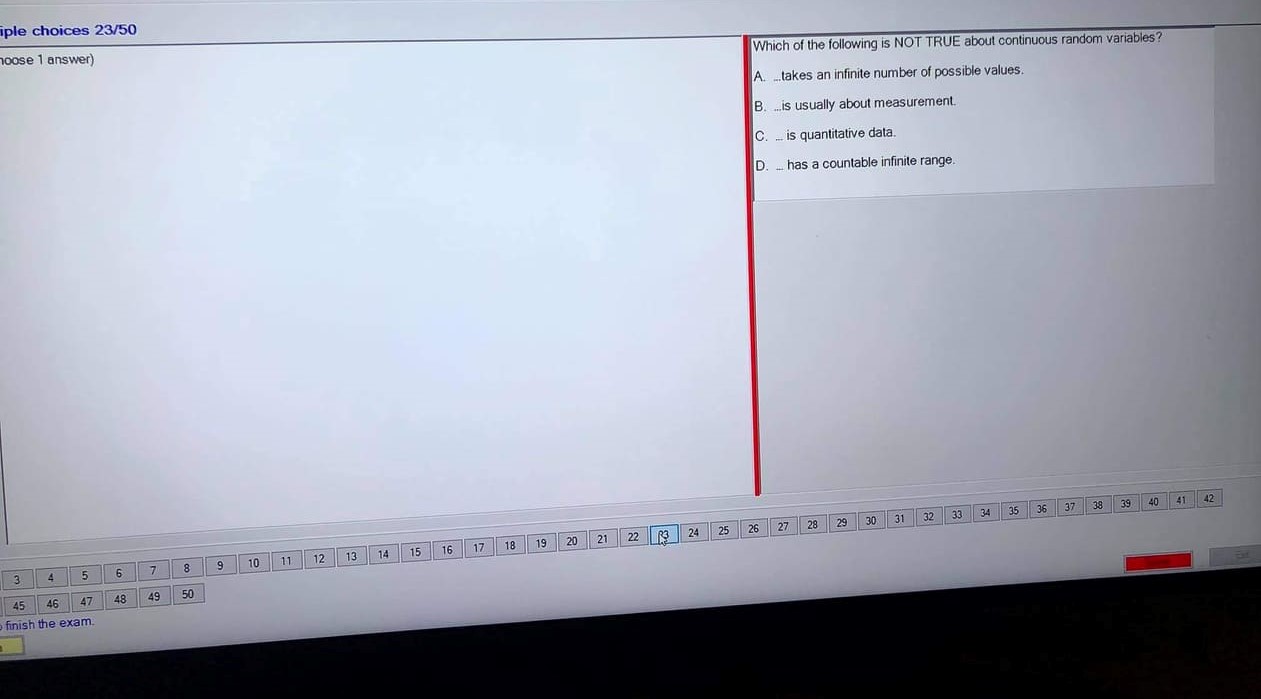 iple choices 23/50
hoose 1 answer)
Which of the following is NOT TRUE about continuous random variables?
A. ...takes an infinite number of possible values.
B. ...is usually about measurement.
C. ... is quantitative data.
D. ... has a countable infinite range.
3 4 5 6 7 8 9 10 11 12 13 14 15 16 17 18 19 20 21 22 23 24 25 26 27 28 29 30 31 32 33 34 35 36 37 38 39 40 41 42
45 46 47 48 49 50
finish the exam.
Exit